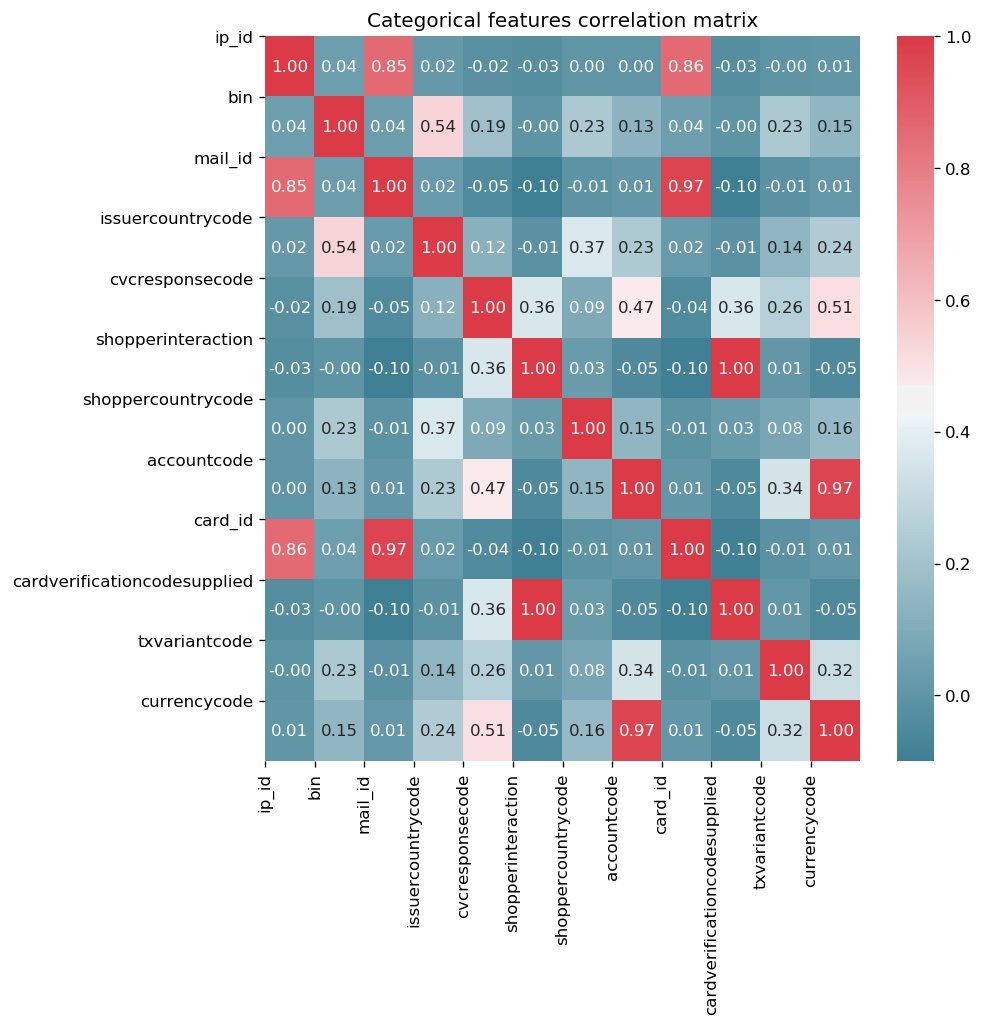 Categorical features correlation matrix
ip_id
1.00 0.04 0.85 0.02 -0.02 -0.03 0.00 0.00 0.86 -0.03 -0.00 0.01
bin
0.04 1.00 0.04 0.54 0.19 -0.00 0.23 0.13 0.04 -0.00 0.23 0.15
mail_id
0.85 0.04 1.00 0.02 -0.05 -0.10 -0.01 0.01 0.97 -0.10 -0.01 0.01
issuercountrycode
0.02 0.54 0.02 1.00 0.12 -0.01 0.37 0.23 0.02 -0.01 0.14 0.24
cvcresponsecode
-0.02 0.19 -0.05 0.12 1.00 0.36 0.09 0.47 -0.04 0.36 0.26 0.51
shopperinteraction
-0.03 -0.00 -0.10 -0.01 0.36 1.00 0.03 -0.05 -0.10 1.00 0.01 -0.05
shoppercountrycode
0.00 0.23 -0.01 0.37 0.09 0.03 1.00 0.15 -0.01 0.03 0.08 0.16
accountcode
0.00 0.13 0.01 0.23 0.47 -0.05 0.15 1.00 0.01 -0.05 0.34 0.97
card_id
0.86 0.04 0.97 0.02 -0.04 -0.10 -0.01 0.01 1.00 -0.10 -0.01 0.01
cardverificationcodesupplied
-0.03 -0.00 -0.10 -0.01 0.36 1.00 0.03 -0.05 -0.10 1.00 0.01 -0.05
txvariantcode
-0.00 0.23 -0.01 0.14 0.26 0.01 0.08 0.34 -0.01 0.01 1.00 0.32
currencycode
0.01 0.15 0.01 0.24 0.51 -0.05 0.16 0.97 0.01 -0.05 0.32 1.00
ip_id
bin
mail_id
issuercountrycode
cvcresponsecode
shopperinteraction
shoppercountrycode
accountcode
card_id
cardverificationcodesupplied
txvariantcode
currencycode
1.0
0.8
0.6
0.4
0.2
0.0